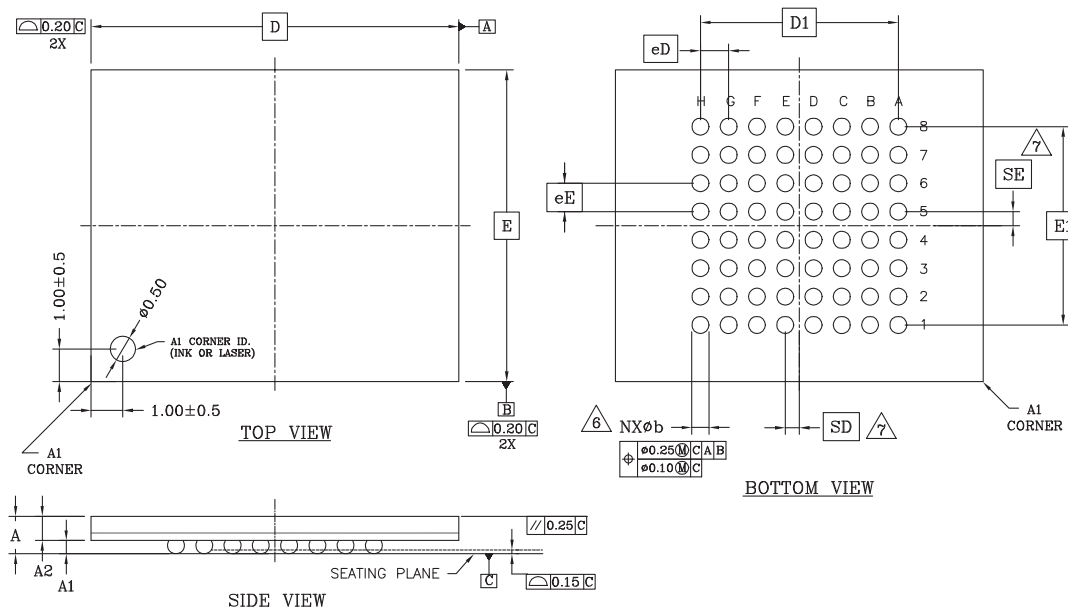 ⌓ 0.20 C
2X
D
A
D1
eD
H G F E D C B A
8
7
6
5
4
3
2
1
7
SE
eE
E
E1
1.00±0.5
ø0.50
A1 CORNER ID.
(INK OR LASER)
1.00±0.5
B
⌓ 0.20 C
2X
TOP VIEW
A1
CORNER
6
NXøb
⌖ ø0.25Ⓜ C A B
ø0.10Ⓜ C
SD
7
A1
CORNER
BOTTOM VIEW
A
A2
A1
// 0.25 C
SEATING PLANE
C
⌓ 0.15 C
SIDE VIEW